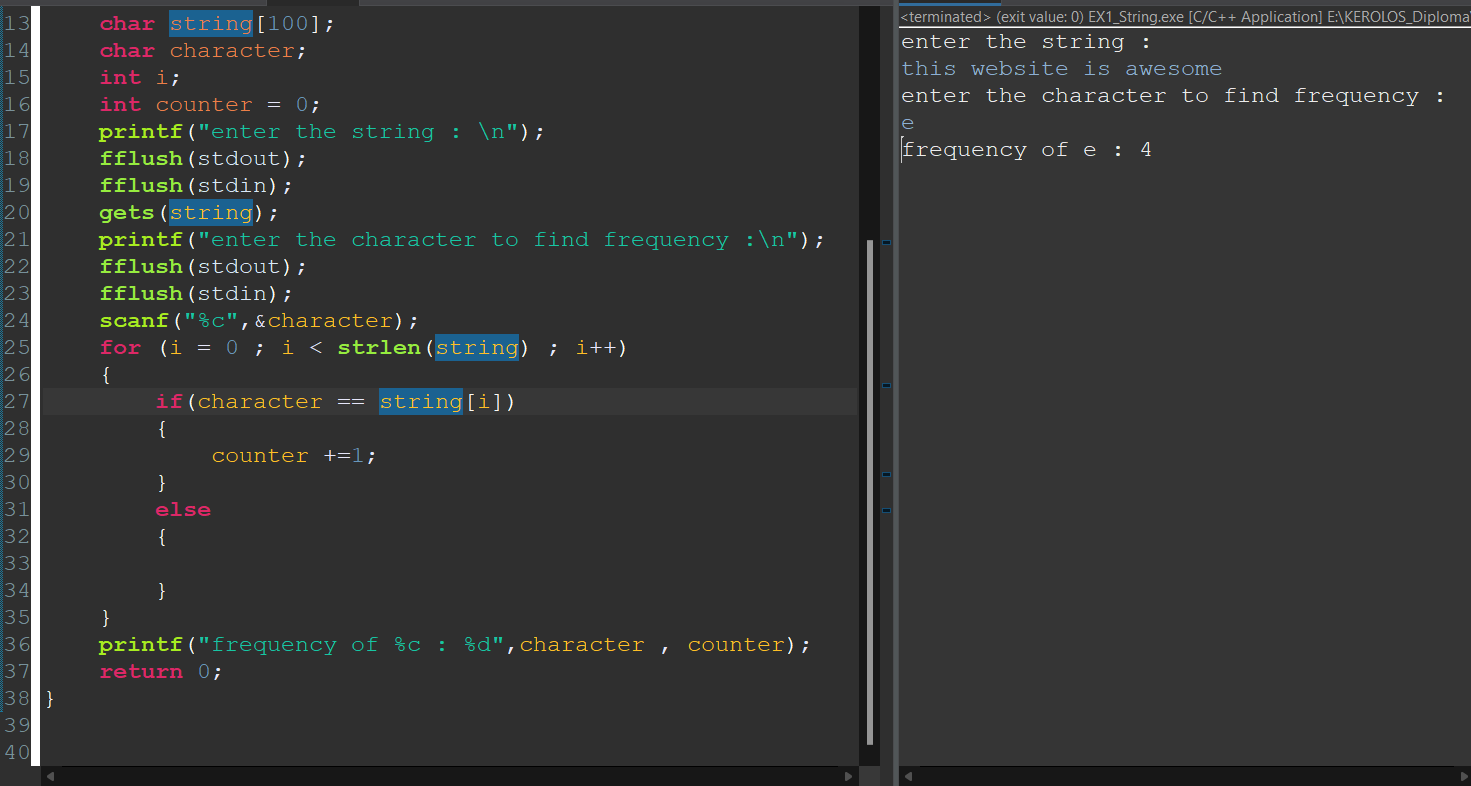 13 char string[100];
14 char character;
15 int i;
16 int counter = 0;
17 printf("enter the string : \n");
18 fflush(stdout);
19 fflush(stdin);
20 gets(string);
21 printf("enter the character to find frequency :\n");
22 fflush(stdout);
23 fflush(stdin);
24 scanf("%c",&character);
25 for (i = 0 ; i < strlen(string) ; i++)
26 {
27 if(character == string[i])
28 {
29 counter +=1;
30 }
31 else
32 {
33
34 }
35 }
36 printf("frequency of %c : %d",character , counter);
37 return 0;
38 }
39
40
<terminated> (exit value: 0) EX1_String.exe [C/C++ Application] E:\KEROLOS_Diploma\
enter the string :
this website is awesome
enter the character to find frequency :
e
frequency of e : 4